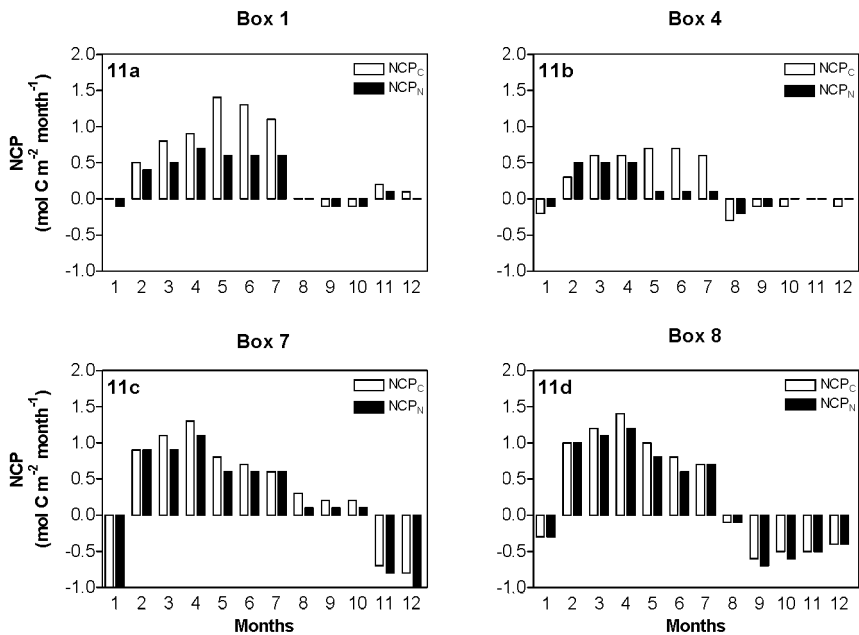 Box 1
11a
NCP_C
NCP_N
2.0
1.5
1.0
0.5
0.0
-0.5
-1.0
NCP
(mol C m⁻² month⁻¹)
1 2 3 4 5 6 7 8 9 10 11 12
Box 4
11b
NCP_C
NCP_N
2.0
1.5
1.0
0.5
0.0
-0.5
-1.0
1 2 3 4 5 6 7 8 9 10 11 12
Box 7
11c
NCP_C
NCP_N
2.0
1.5
1.0
0.5
0.0
-0.5
-1.0
NCP
(mol C m⁻² month⁻¹)
1 2 3 4 5 6 7 8 9 10 11 12
Months
Box 8
11d
NCP_C
NCP_N
2.0
1.5
1.0
0.5
0.0
-0.5
-1.0
1 2 3 4 5 6 7 8 9 10 11 12
Months